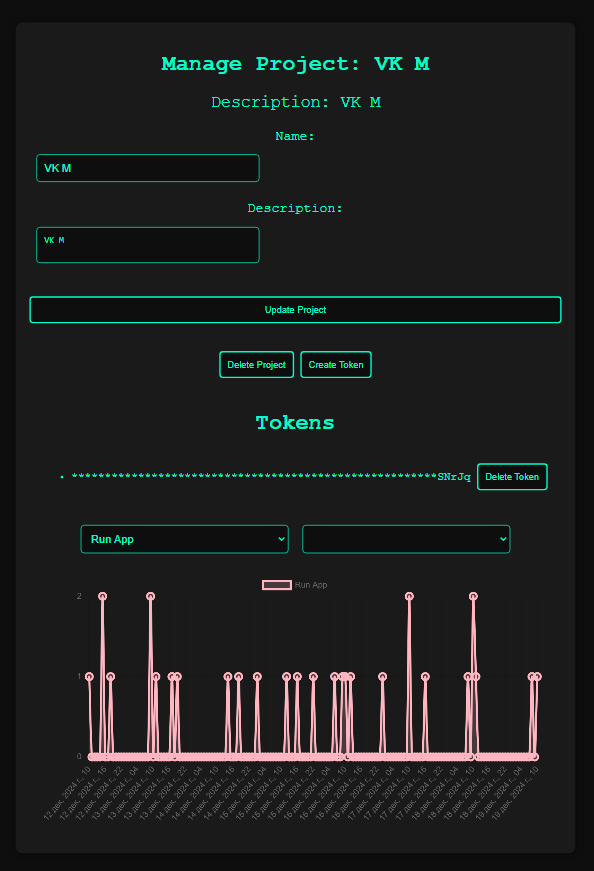 Manage Project: VK M
Description: VK M
Name:
VK M
Description:
VK M
Update Project
Delete Project
Create Token
Tokens
• *******************************************************SNrJq
Delete Token
Run App
Run App
2
1
0
12 дек. 2024 г., 10
12 дек. 2024 г., 16
12 дек. 2024 г., 22
13 дек. 2024 г., 04
13 дек. 2024 г., 10
13 дек. 2024 г., 16
13 дек. 2024 г., 22
14 дек. 2024 г., 04
14 дек. 2024 г., 10
14 дек. 2024 г., 16
14 дек. 2024 г., 22
15 дек. 2024 г., 04
15 дек. 2024 г., 10
15 дек. 2024 г., 16
15 дек. 2024 г., 22
16 дек. 2024 г., 04
16 дек. 2024 г., 10
16 дек. 2024 г., 16
16 дек. 2024 г., 22
17 дек. 2024 г., 04
17 дек. 2024 г., 10
17 дек. 2024 г., 16
17 дек. 2024 г., 22
18 дек. 2024 г., 04
18 дек. 2024 г., 10
18 дек. 2024 г., 16
18 дек. 2024 г., 22
19 дек. 2024 г., 04
19 дек. 2024 г., 10